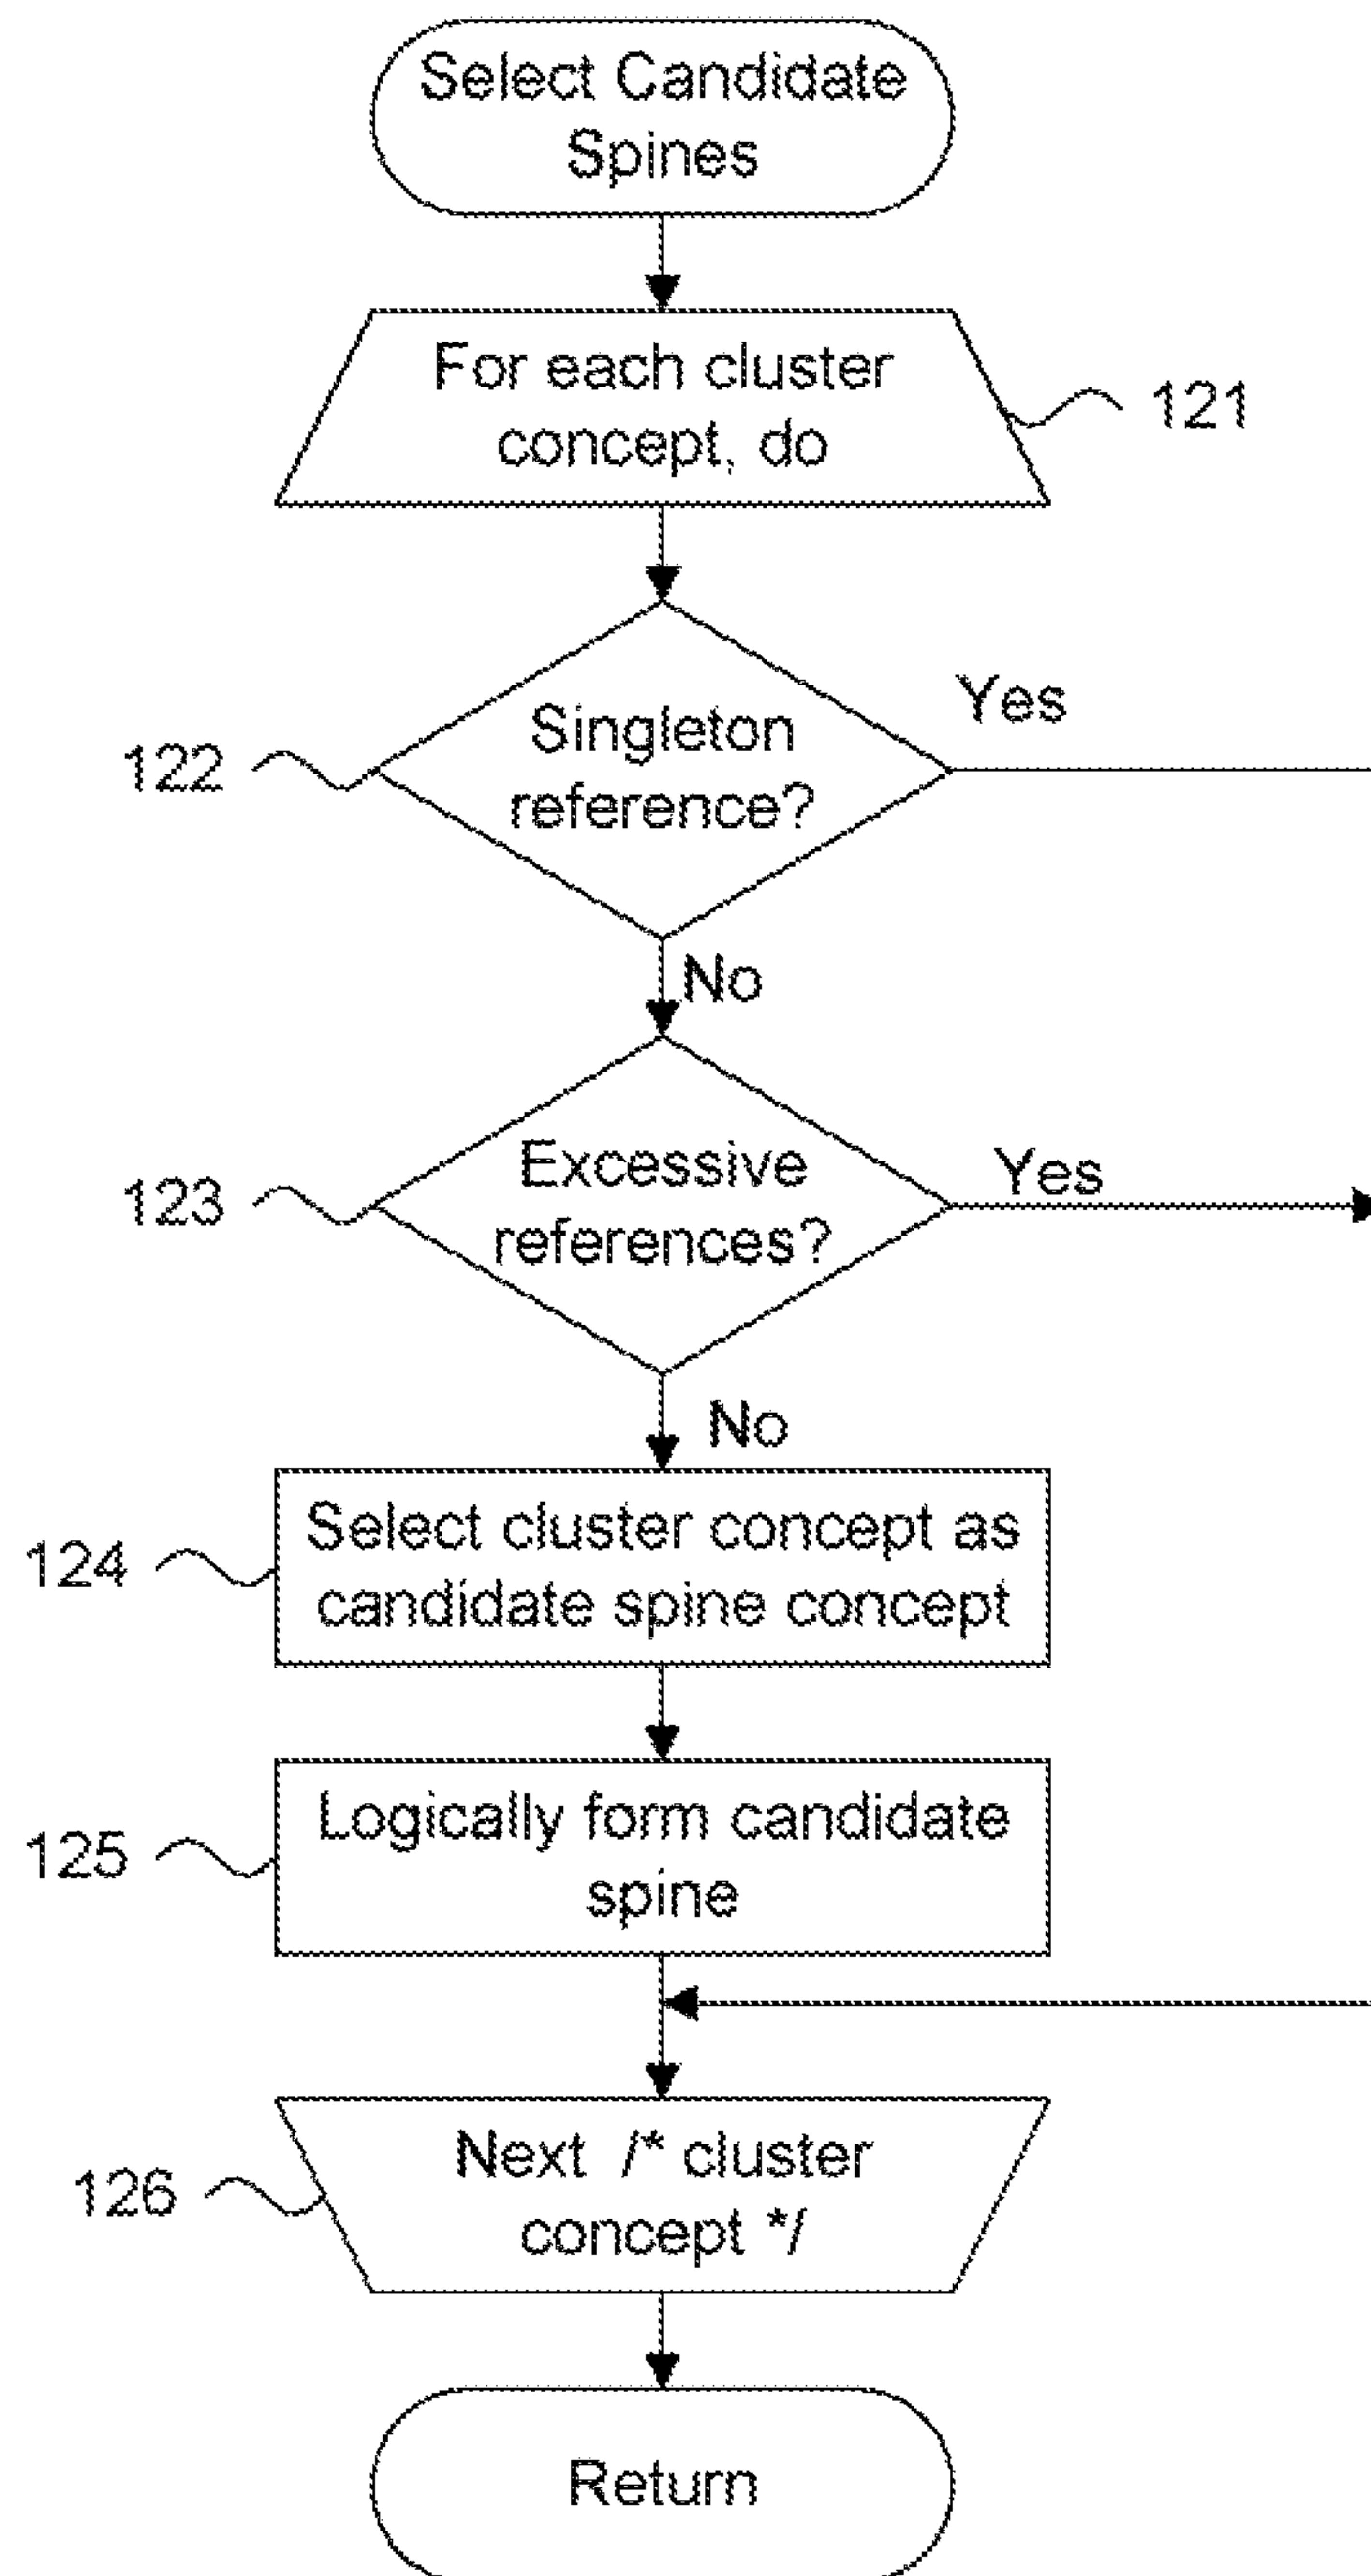 Select Candidate
Spines
For each cluster
concept, do
121
Singleton
reference?
Yes
122
No
Excessive
references?
Yes
123
No
Select cluster concept as
candidate spine concept
124
Logically form candidate
spine
125
Next /* cluster
concept */
126
Return